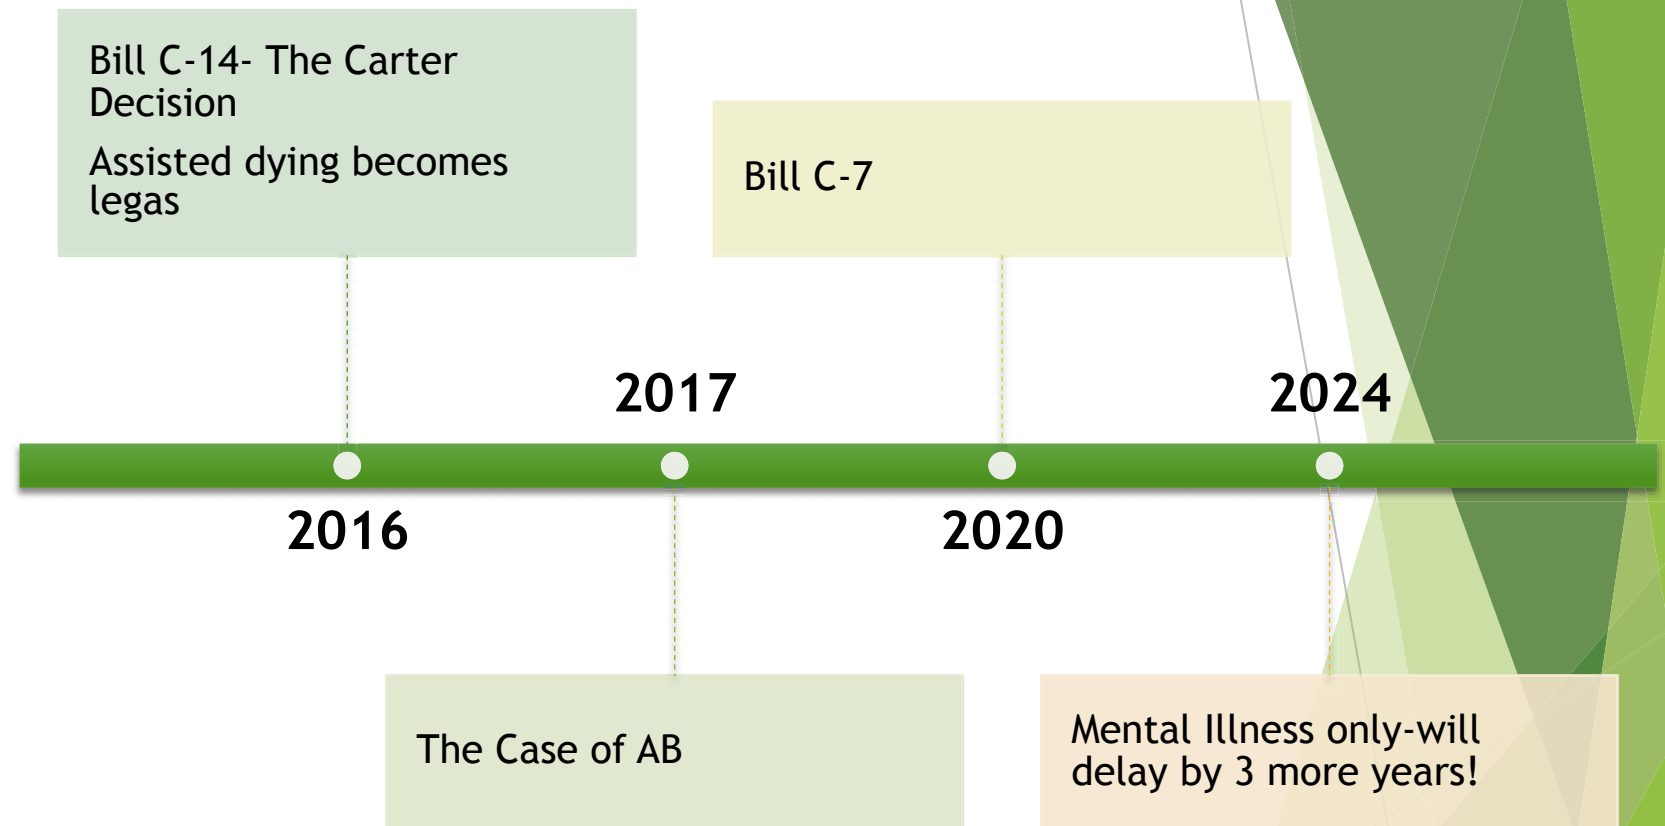 Bill C-14- The Carter
Decision
Assisted dying becomes
legas
2016
2017
The Case of AB
Bill C-7
2020
2024
Mental Illness only-will
delay by 3 more years!